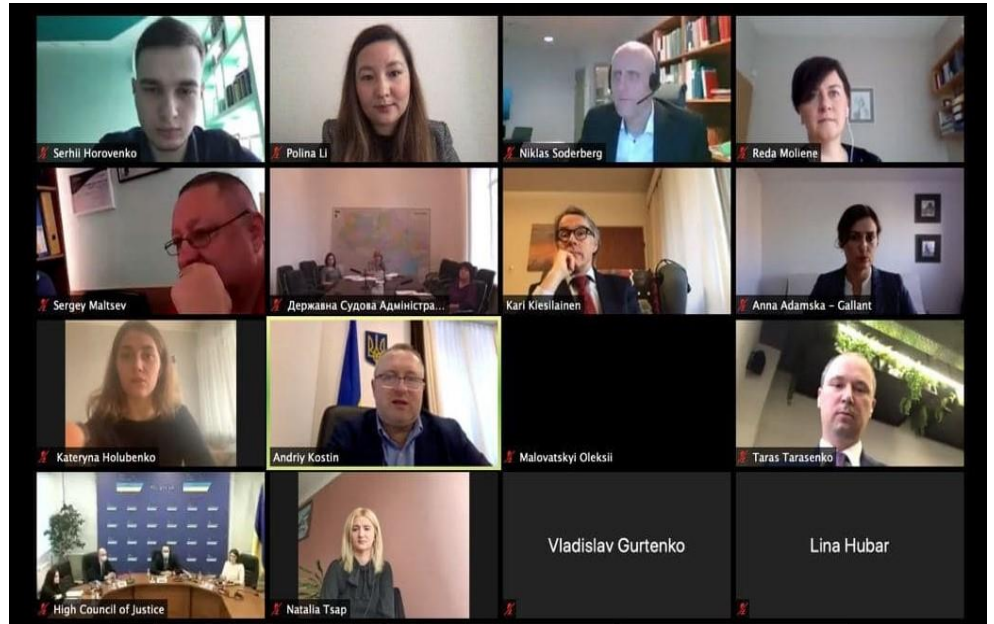 Serhii Horovenko
Polina Li
Niklas Soderberg
Reda Moliene
Sergey Maltsev
Державна Судова Адміністра...
Kari Kiesilainen
Anna Adamska – Gallant
Kateryna Holubenko
Andriy Kostin
Malovatskyi Oleksii
Taras Tarasenko
High Council of Justice
Natalia Tsap
Vladislav Gurtenko
Lina Hubar